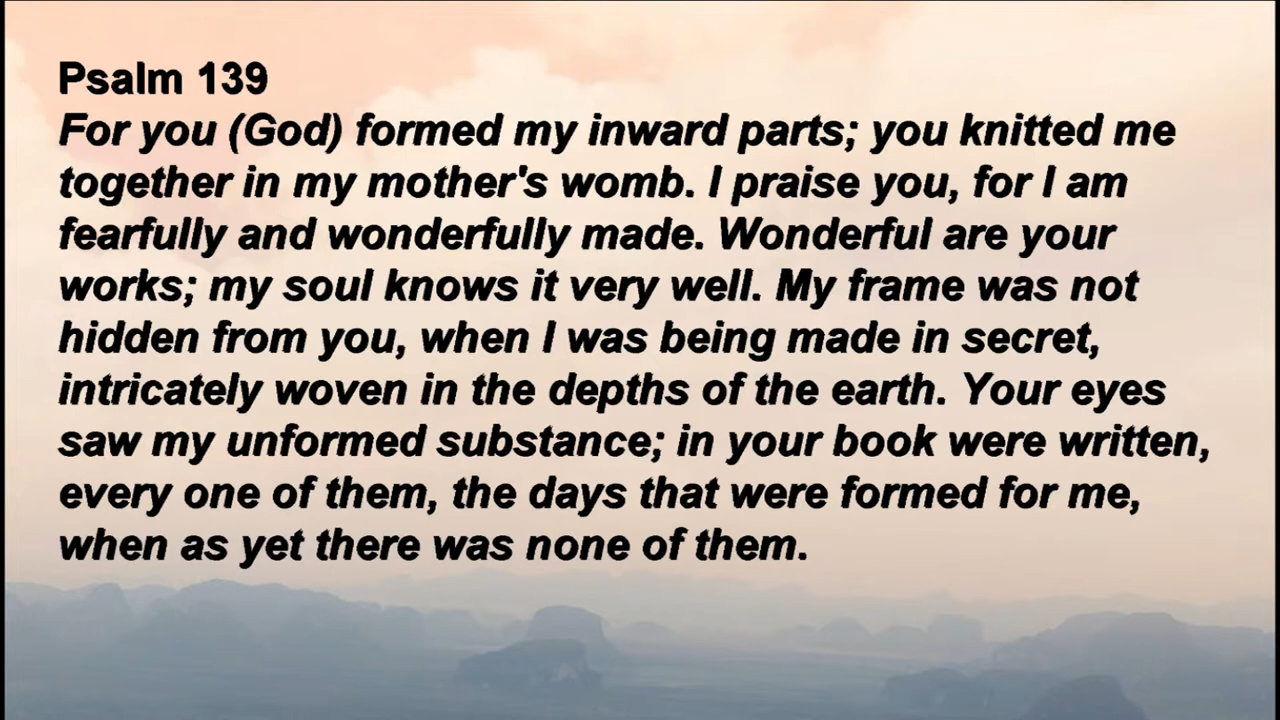 Psalm 139
For you (God) formed my inward parts; you knitted me
together in my mother's womb. I praise you, for I am
fearfully and wonderfully made. Wonderful are your
works; my soul knows it very well. My frame was not
hidden from you, when I was being made in secret,
intricately woven in the depths of the earth. Your eyes
saw my unformed substance; in your book were written,
every one of them, the days that were formed for me,
when as yet there was none of them.